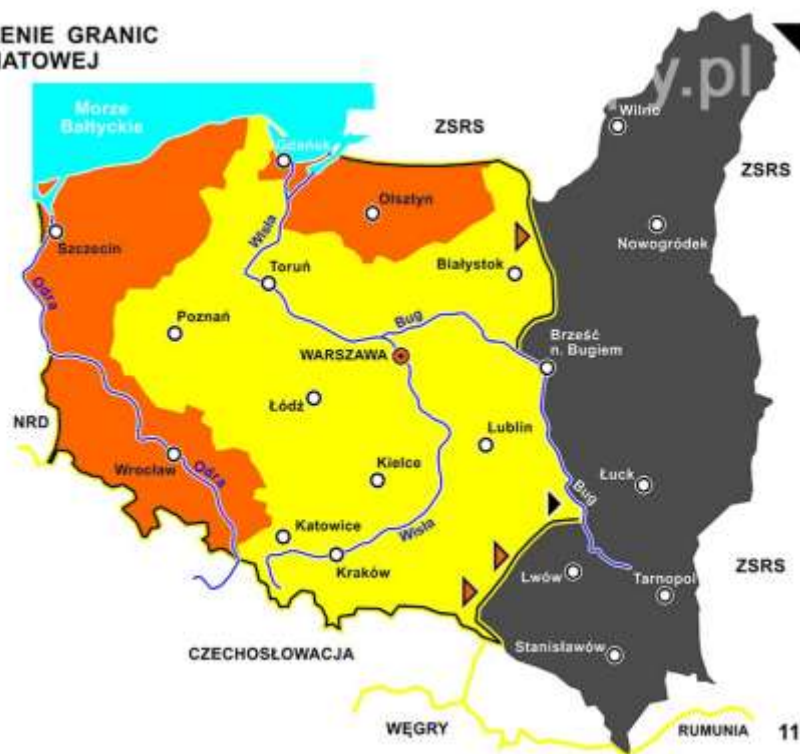 ENIE GRANIC
IATOWEJ
y.pl
Morze
Bałtyckie
ZSRS
Wilno
ZSRS
Gdańsk
Olsztyn
Nowogródek
Szczecin
Wisła
Białystok
Toruń
Odra
Poznań
Bug
Brześć
n. Bugiem
WARSZAWA
Łódź
NRD
Lublin
Wrocław
Odra
Kielce
Łuck
Bug
Katowice
Wisła
Kraków
Lwów
Tarnopol
ZSRS
Stanisławów
CZECHOSŁOWACJA
WĘGRY
RUMUNIA
11